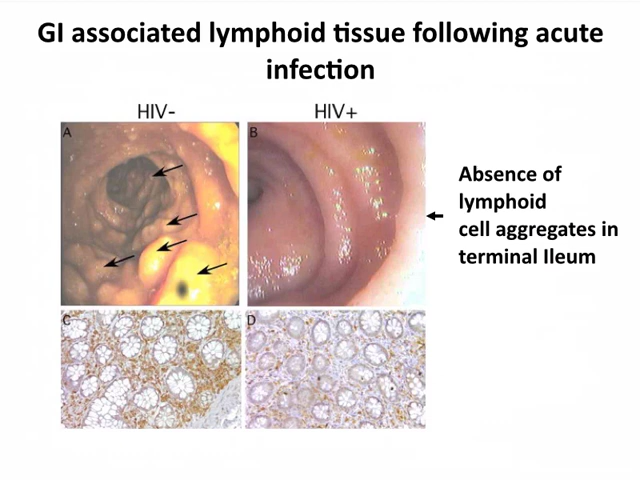 GI associated lymphoid tissue following acute
infection
HIV-
HIV+
A
B
Absence of
lymphoid
cell aggregates in
terminal Ileum
C
D